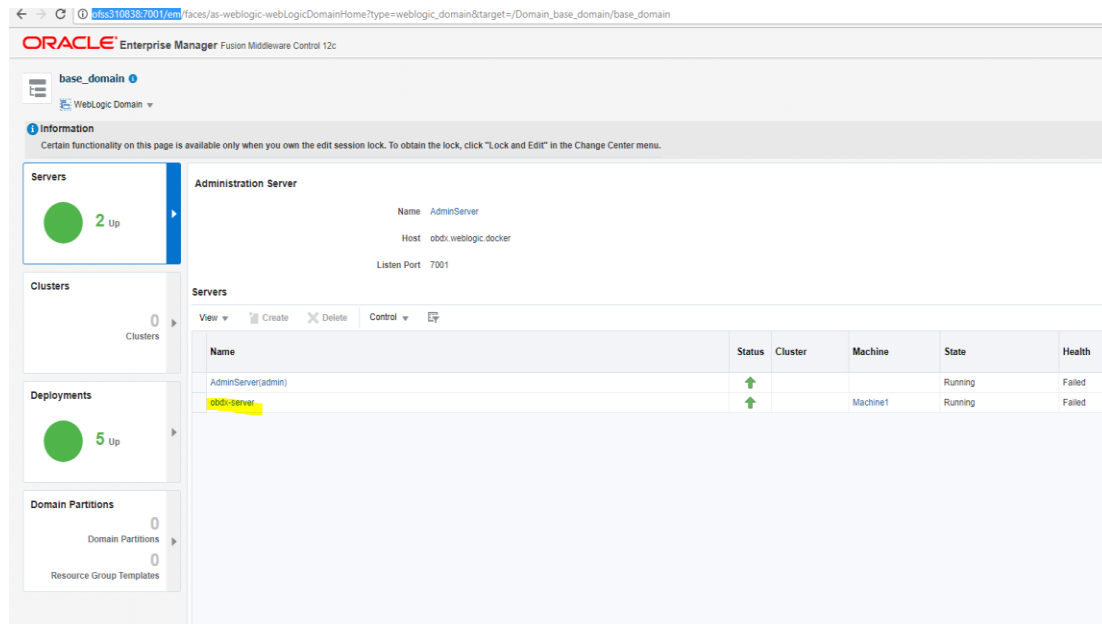 ofss310838:7001/em/faces/as-weblogic-webLogicDomainHome?type=weblogic_domain&target=/Domain_base_domain/base_domain
ORACLE Enterprise Manager Fusion Middleware Control 12c
base_domain
WebLogic Domain
Information
Certain functionality on this page is available only when you own the edit session lock. To obtain the lock, click "Lock and Edit" in the Change Center menu.
Servers
2 Up
Clusters
0
Clusters
Deployments
5 Up
Domain Partitions
0
Domain Partitions
0
Resource Group Templates
Administration Server
Name AdminServer
Host obdx.weblogic.docker
Listen Port 7001
Servers
View Create Delete Control
Name Status Cluster Machine State Health
AdminServer(admin) Running Failed
obdx-server Machine1 Running Failed